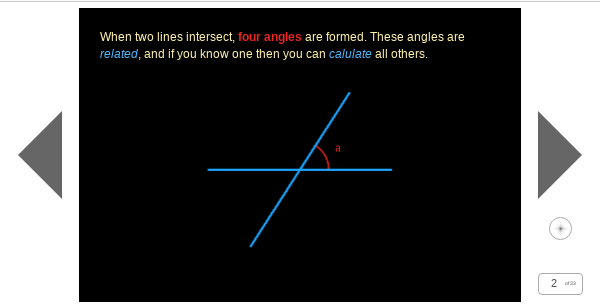 When two lines intersect, four angles are formed. These angles are
related, and if you know one then you can calulate all others.
a
2 of 33